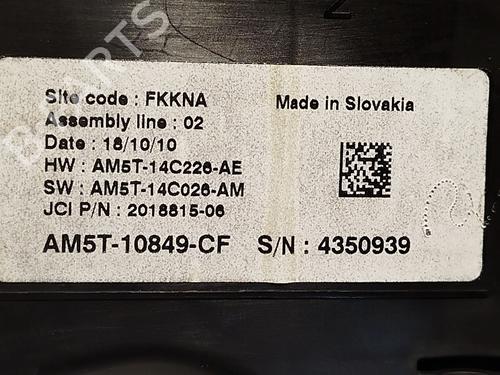 Site code : FKKNA
Made in Slovakia
Assembly line : 02
Date : 18/10/10
HW : AM5T-14C226-AE
SW : AM5T-14C026-AM
JCI P/N : 2018815-06
AM5T-10849-CF S/N : 4350939